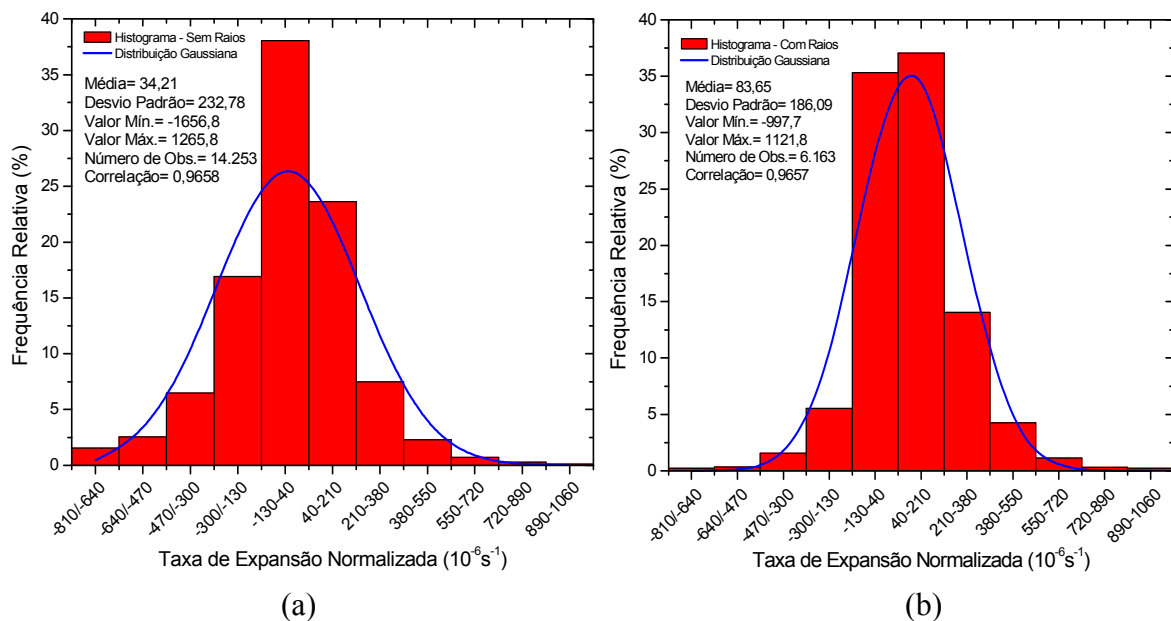 40
35
30
25
20
15
10
5
0
Frequência Relativa (%)
Histograma - Sem Raios
Distribuição Gaussiana
Média= 34,21
Desvio Padrão= 232,78
Valor Mín.= -1656,8
Valor Máx.= 1265,8
Número de Obs.= 14.253
Correlação= 0,9658
-810/-640
-640/-470
-470/-300
-300/-130
-130-40
40-210
210-380
380-550
550-720
720-890
890-1060
Taxa de Expansão Normalizada (10⁻⁶s⁻¹)
(a)
40
35
30
25
20
15
10
5
0
Frequência Relativa (%)
Histograma - Com Raios
Distribuição Gaussiana
Média= 83,65
Desvio Padrão= 186,09
Valor Mín.= -997,7
Valor Máx.= 1121,8
Número de Obs.= 6.163
Correlação= 0,9657
-810/-640
-640/-470
-470/-300
-300/-130
-130-40
40-210
210-380
380-550
550-720
720-890
890-1060
Taxa de Expansão Normalizada (10⁻⁶s⁻¹)
(b)